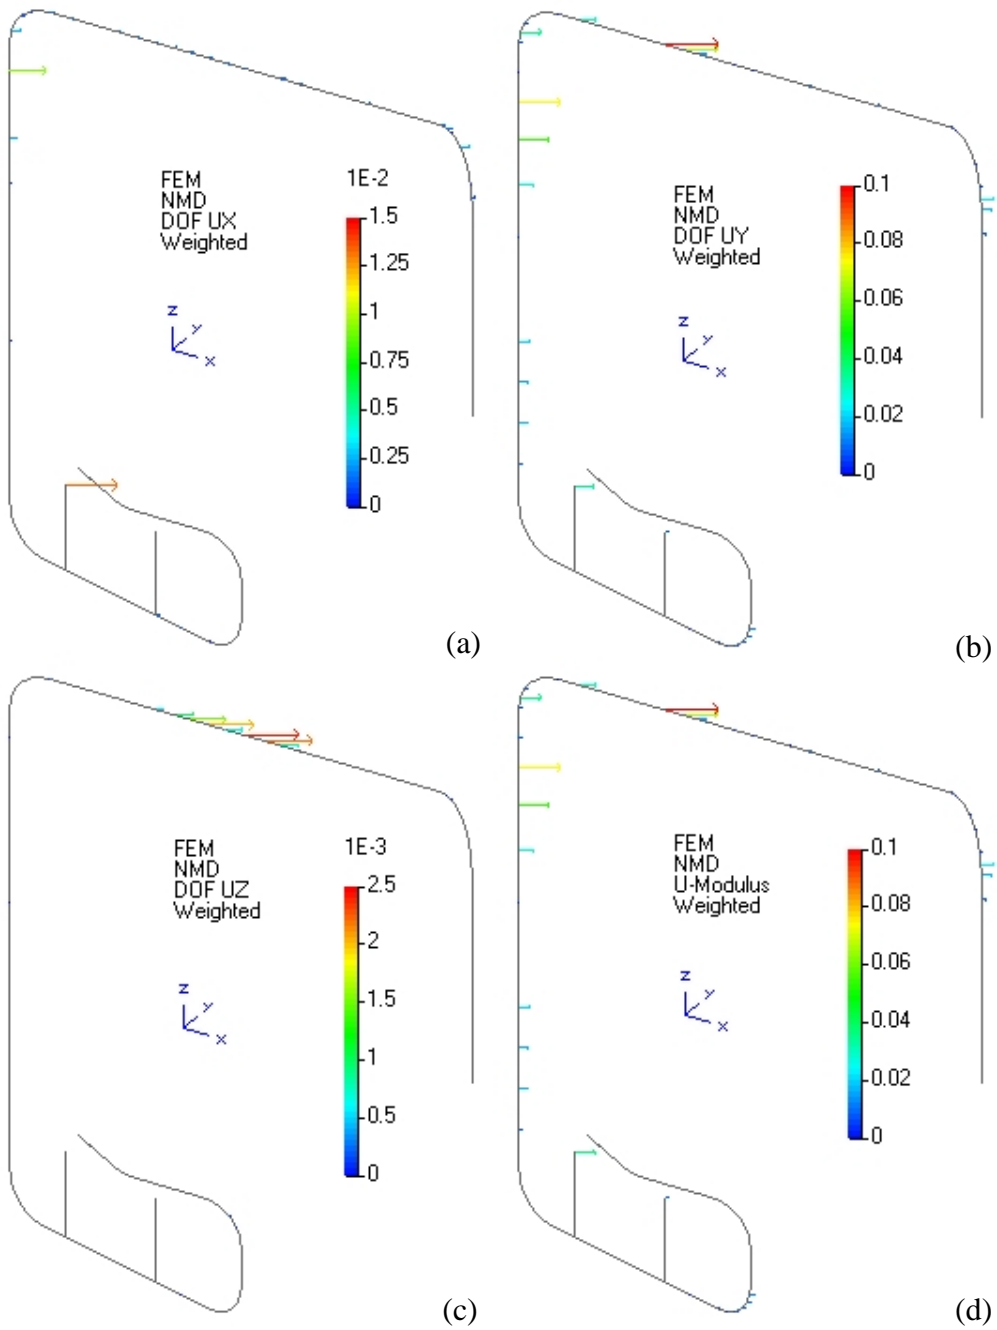 FEM
NMD
DOF UX
Weighted
1E-2
1.5
1.25
1
0.75
0.5
0.25
0
z
y
x
(a)
FEM
NMD
DOF UY
Weighted
0.1
0.08
0.06
0.04
0.02
0
z
y
x
(b)
FEM
NMD
DOF UZ
Weighted
1E-3
2.5
2
1.5
1
0.5
0
z
y
x
(c)
FEM
NMD
U-Modulus
Weighted
0.1
0.08
0.06
0.04
0.02
0
z
y
x
(d)